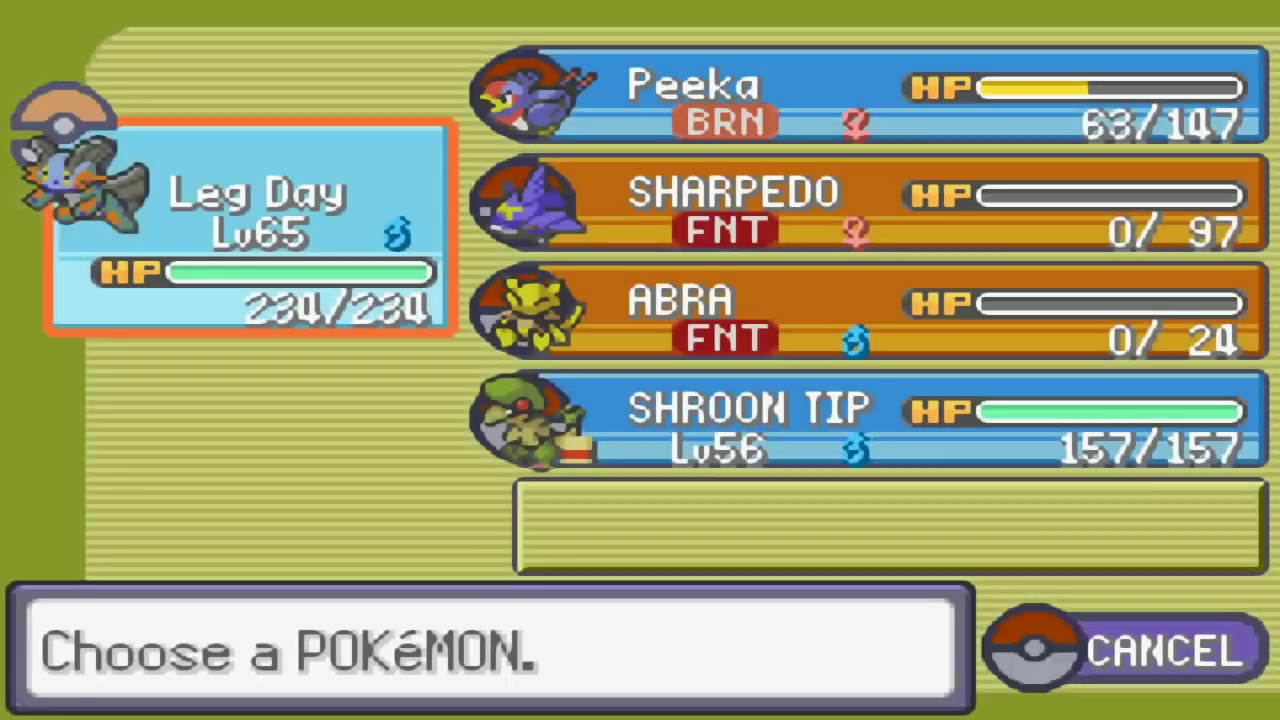 Leg Day
Lv65 ♂
HP
234/234
Peeka HP
BRN ♀ 63/147
SHARPEDO HP
FNT ♀ 0/ 97
ABRA HP
FNT ♂ 0/ 24
SHROON TIP HP
Lv56 ♂ 157/157
Choose a POKéMON.
CANCEL